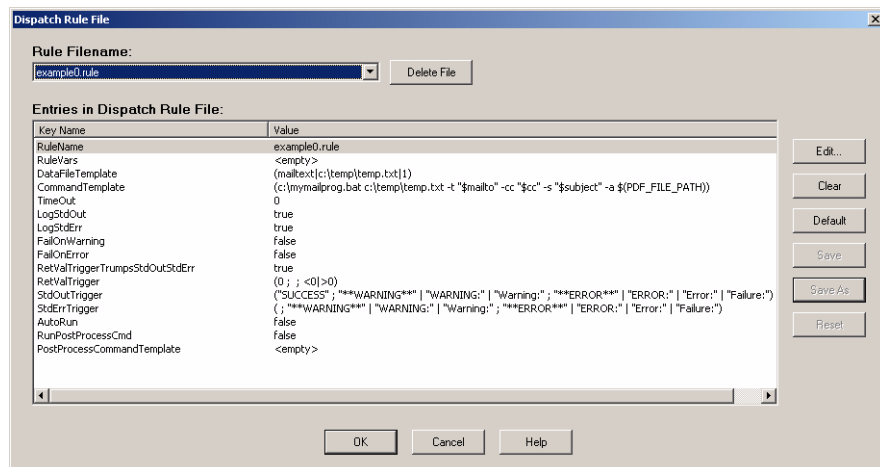 Dispatch Rule File
Rule Filename:
example0.rule
Delete File
Entries in Dispatch Rule File:
Key Name Value
RuleName example0.rule
RuleVars <empty>
DataFileTemplate (mailtext|c:\temp\temp.txt|1)
CommandTemplate (c:\mymailprog.bat c:\temp\temp.txt -t "$mailto" -cc "$cc" -s "$subject" -a $(PDF_FILE_PATH))
TimeOut 0
LogStdOut true
LogStdErr true
FailOnWarning false
FailOnError false
RetValTriggerTrumpsStdOutStdErr true
RetValTrigger (0 ; ; <0|>0)
StdOutTrigger ("SUCCESS" ; "**WARNING**" | "WARNING:" | "Warning:" ; "**ERROR**" | "ERROR:" | "Error:" | "Failure:")
StdErrTrigger ( ; "**WARNING**" | "WARNING:" | "Warning:" ; "**ERROR**" | "ERROR:" | "Error:" | "Failure:")
AutoRun false
RunPostProcessCmd false
PostProcessCommandTemplate <empty>
Edit...
Clear
Default
Save
Save As
Reset
OK
Cancel
Help